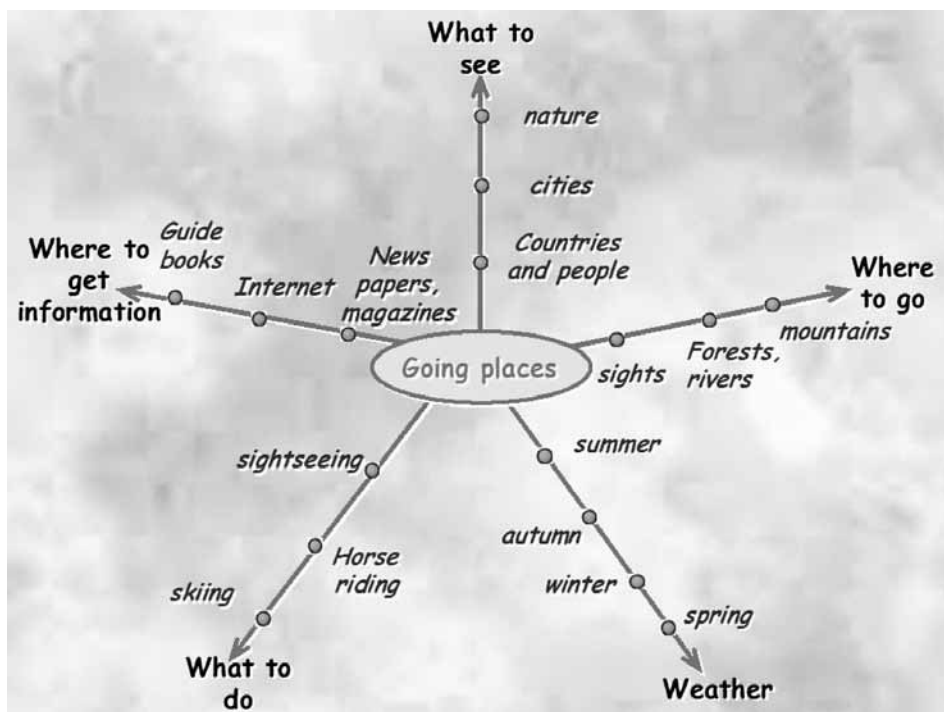 What to
see
nature
cities
Countries
and people
Guide
books
Where to
get
information
Internet
News
papers,
magazines
Where
to go
mountains
Forests,
rivers
sights
Going places
sightseeing
Horse
riding
skiing
What to
do
summer
autumn
winter
spring
Weather